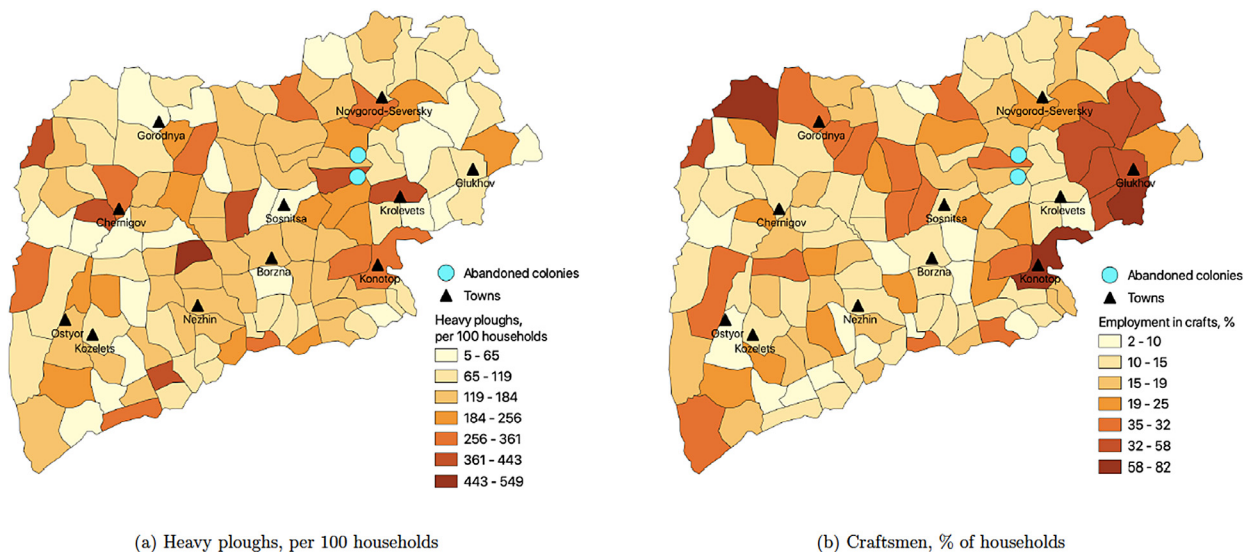 Novgorod-Seversky
Gorodnya
Glukhov
Chernigov
Sosnitsa
Krolevets
Borzna
Konotop
Nezhin
Ostyor
Kozelets
Abandoned colonies
Towns
Heavy ploughs,
per 100 households
5 - 65
65 - 119
119 - 184
184 - 256
256 - 361
361 - 443
443 - 549
(a) Heavy ploughs, per 100 households
Novgorod-Seversky
Gorodnya
Glukhov
Chernigov
Sosnitsa
Krolevets
Borzna
Konotop
Nezhin
Ostyor
Kozelets
Abandoned colonies
Towns
Employment in crafts, %
2 - 10
10 - 15
15 - 19
19 - 25
35 - 32
32 - 58
58 - 82
(b) Craftsmen, % of households